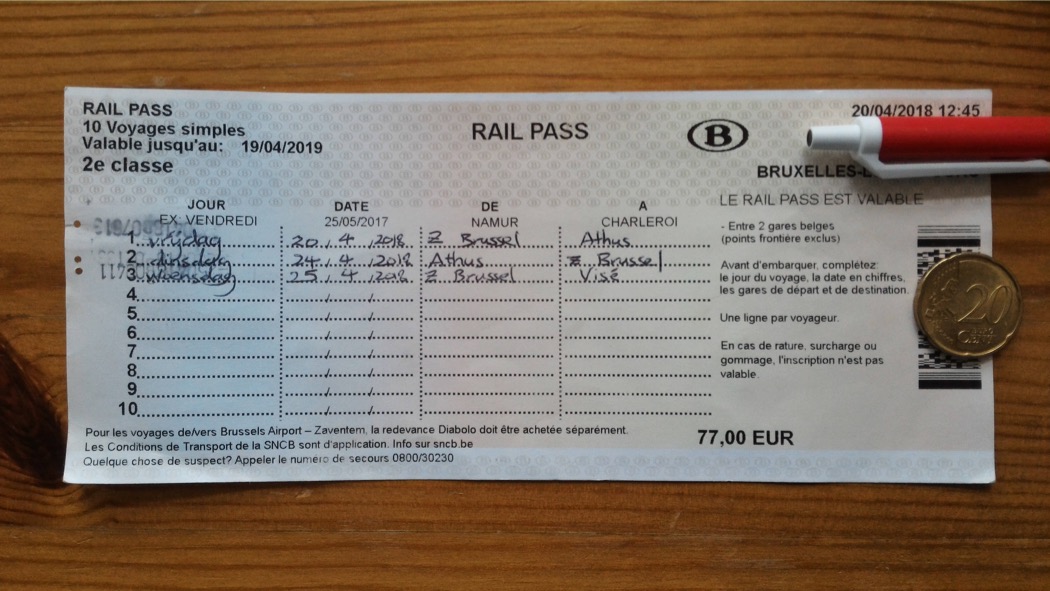 RAIL PASS
10 Voyages simples
Valable jusqu'au: 19/04/2019
2e classe
RAIL PASS
B
20/04/2018 12:45
BRUXELLES-
JOUR DATE DE A
EX. VENDREDI 25/05/2017 NAMUR CHARLEROI
1 vrijdag 20/4/2018 Z Brussel Athus
2 dinsdag 24/4/2018 Athus Z Brussel
3 woensdag 25/4/2018 Z Brussel Visé
4 / /
5 / /
6 / /
7 / /
8 / /
9 / /
10 / /
LE RAIL PASS EST VALABLE
- Entre 2 gares belges
(points frontière exclus)
Avant d'embarquer, complétez:
le jour du voyage, la date en chiffres,
les gares de départ et de destination.
Une ligne par voyageur.
En cas de rature, surcharge ou
gommage, l'inscription n'est pas
valable.
Pour les voyages de/vers Brussels Airport – Zaventem, la redevance Diabolo doit être achetée séparément.
Les Conditions de Transport de la SNCB sont d'application. Info sur sncb.be
Quelque chose de suspect? Appeler le numéro de secours 0800/30230
77,00 EUR
20